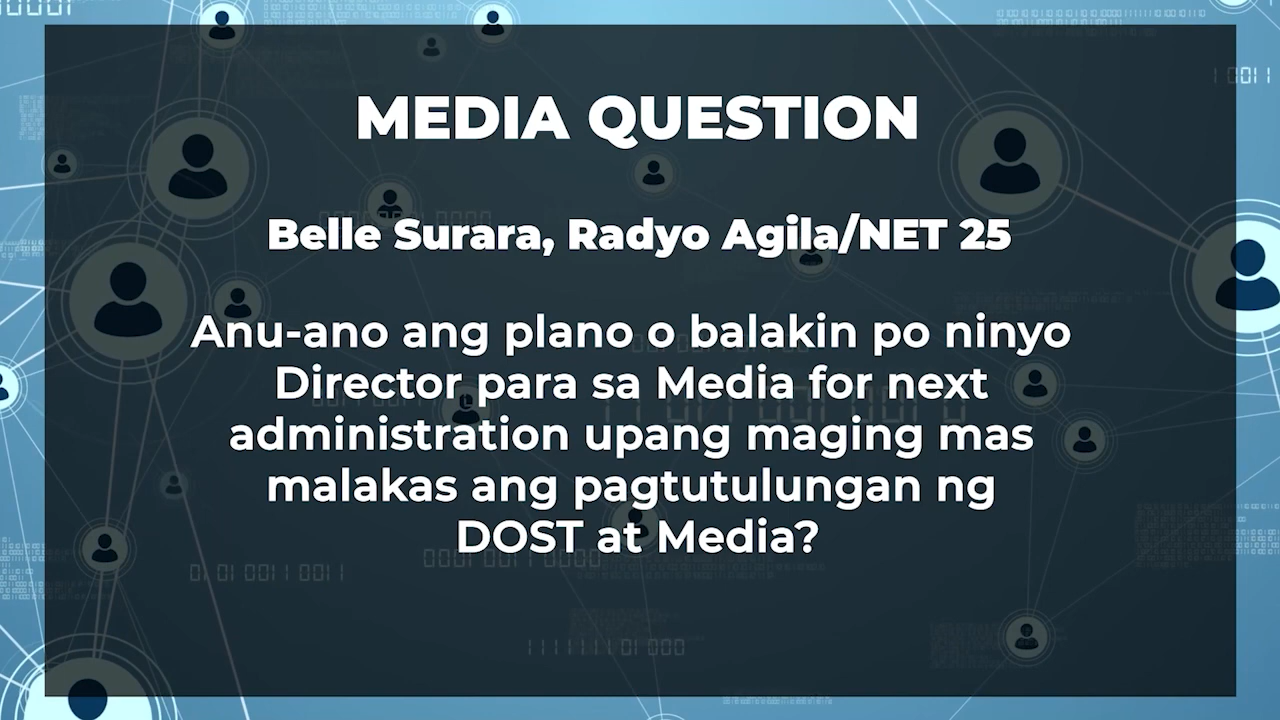 MEDIA QUESTION
Belle Surara, Radyo Agila/NET 25
Anu-ano ang plano o balakin po ninyo
Director para sa Media for next
administration upang maging mas
malakas ang pagtutulungan ng
DOST at Media?